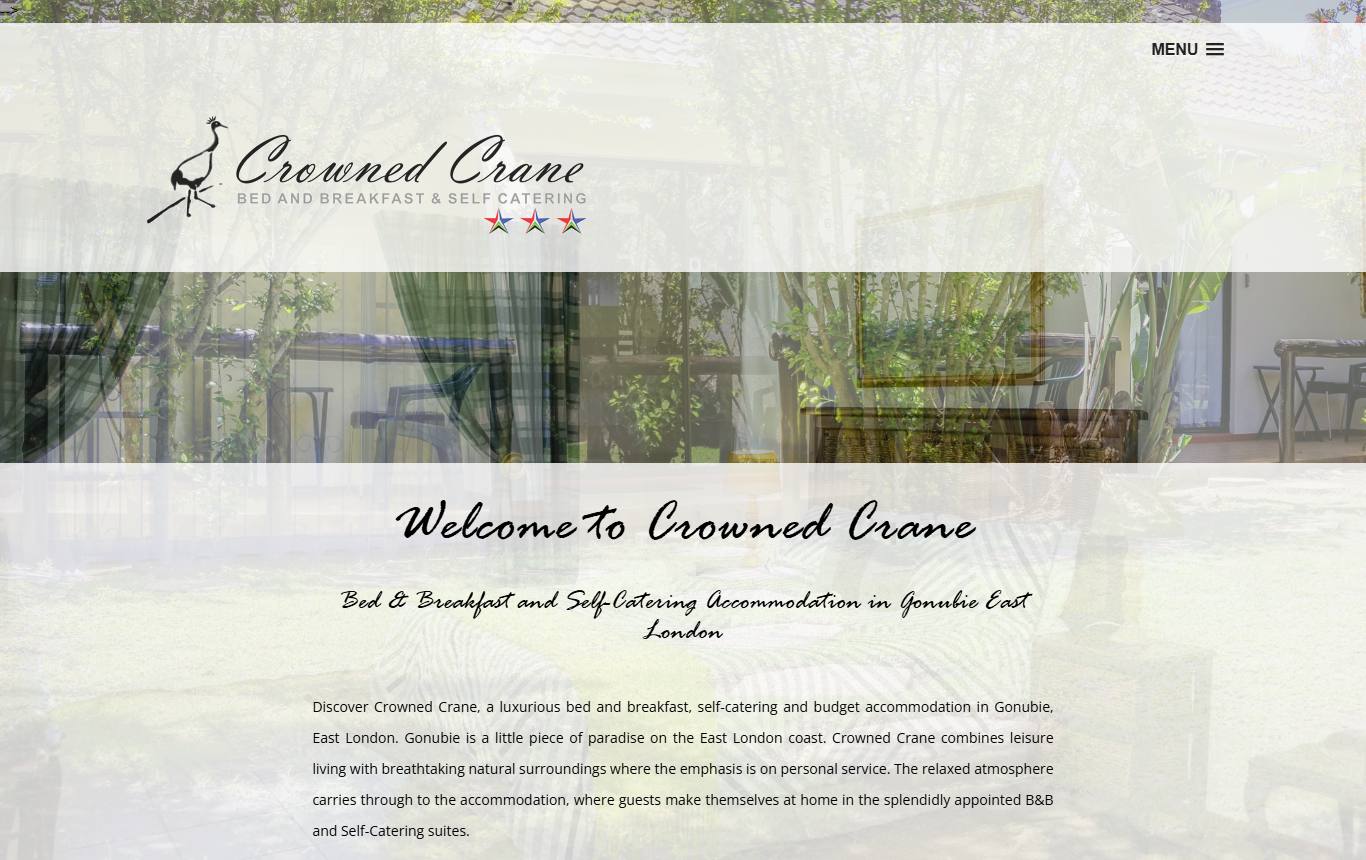 MENU
Crowned Crane
BED AND BREAKFAST & SELF CATERING
Welcome to Crowned Crane
Bed & Breakfast and Self-Catering Accommodation in Gonubie East
London
Discover Crowned Crane, a luxurious bed and breakfast, self-catering and budget accommodation in Gonubie,
East London. Gonubie is a little piece of paradise on the East London coast. Crowned Crane combines leisure
living with breathtaking natural surroundings where the emphasis is on personal service. The relaxed atmosphere
carries through to the accommodation, where guests make themselves at home in the splendidly appointed B&B
and Self-Catering suites.